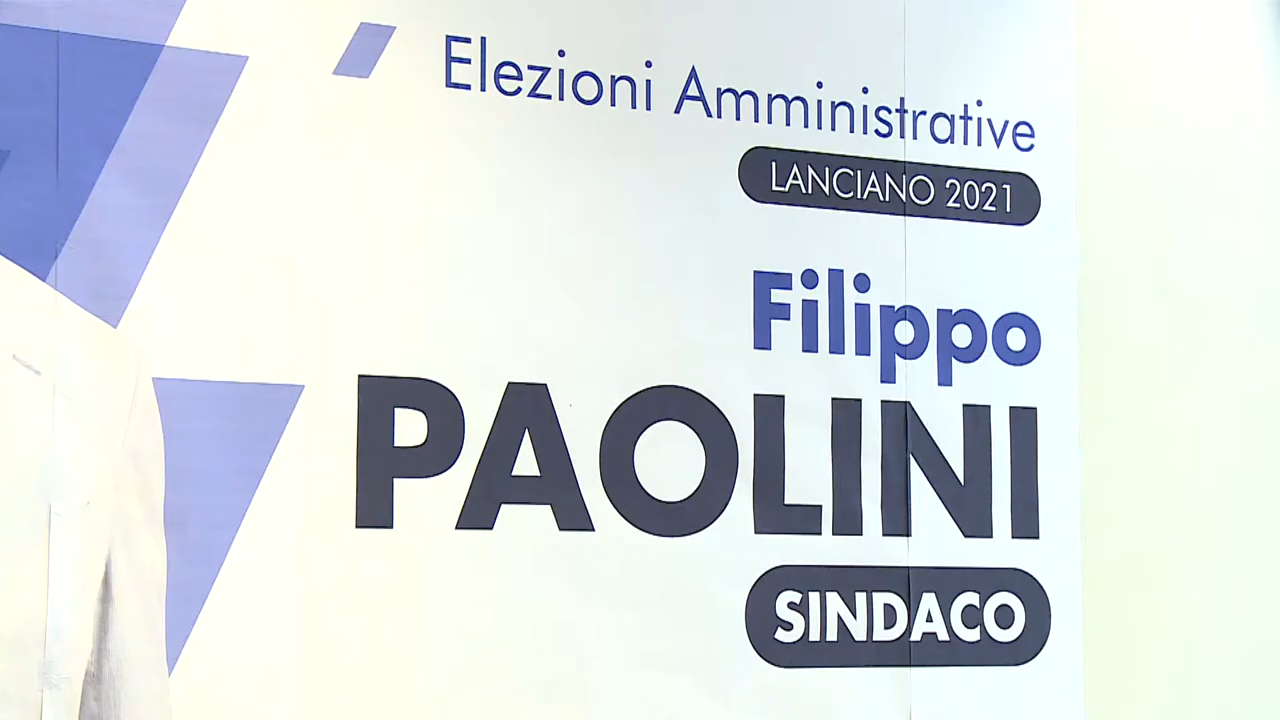 Elezioni Amministrative
LANCIANO 2021
Filippo
PAOLINI
SINDACO